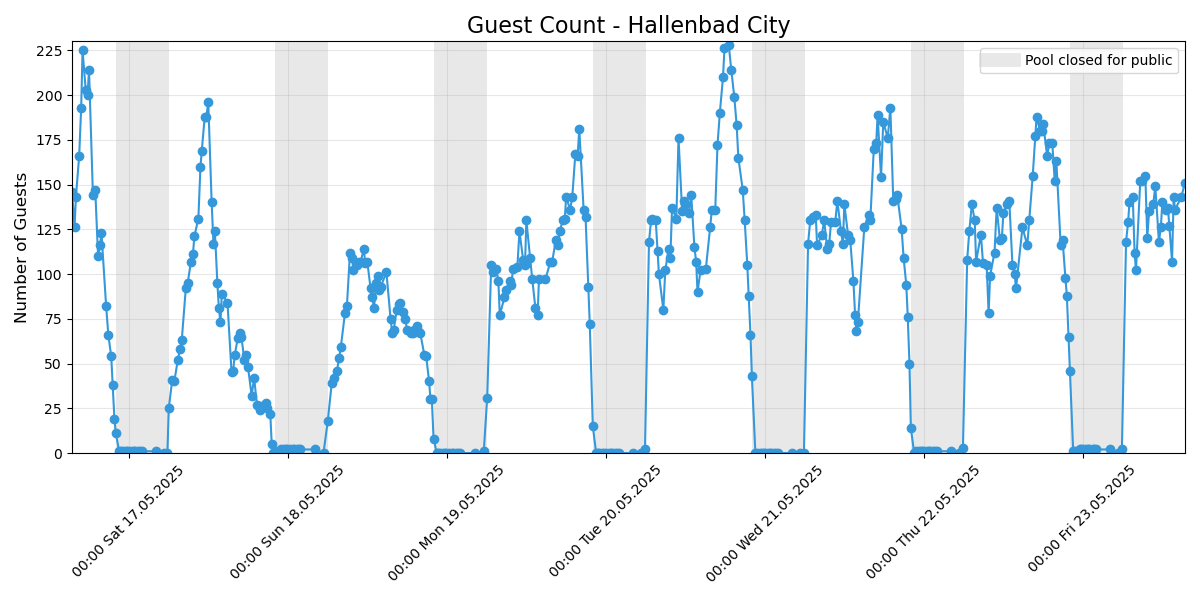 Guest Count - Hallenbad City
Pool closed for public
Number of Guests
225
200
175
150
125
100
75
50
25
0
00:00 Sat 17.05.2025
00:00 Sun 18.05.2025
00:00 Mon 19.05.2025
00:00 Tue 20.05.2025
00:00 Wed 21.05.2025
00:00 Thu 22.05.2025
00:00 Fri 23.05.2025